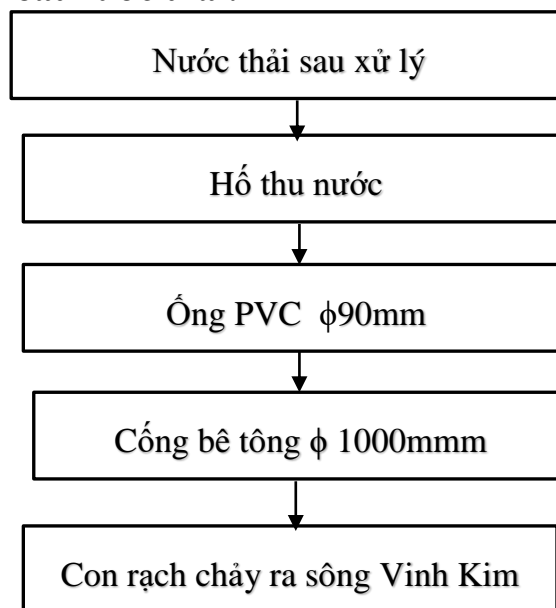 Nước thải sau xử lý
Hố thu nước
Ống PVC ϕ90mm
Cống bê tông ϕ 1000mmm
Con rạch chảy ra sông Vinh Kim